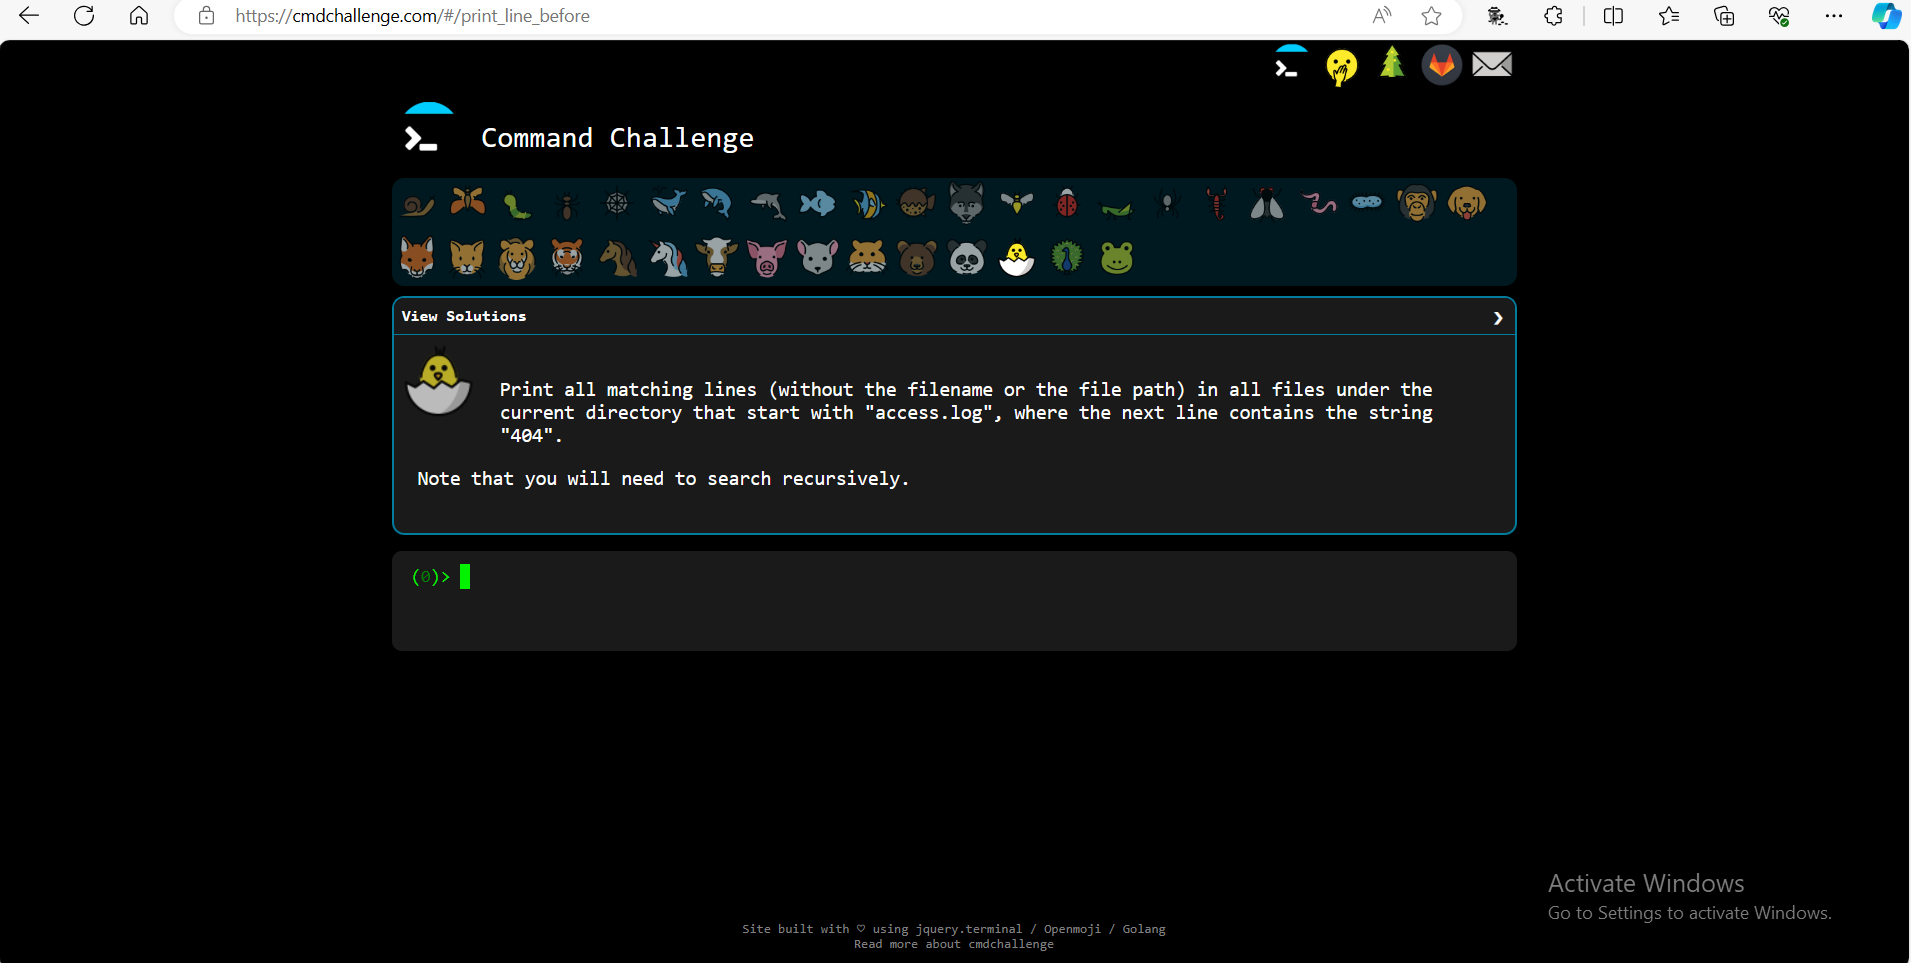 https://cmdchallenge.com/#/print_line_before
Command Challenge
View Solutions
Print all matching lines (without the filename or the file path) in all files under the
current directory that start with "access.log", where the next line contains the string
"404".
Note that you will need to search recursively.
(0)>
Activate Windows
Go to Settings to activate Windows.
Site built with ♡ using jquery.terminal / Openmoji / Golang
Read more about cmdchallenge